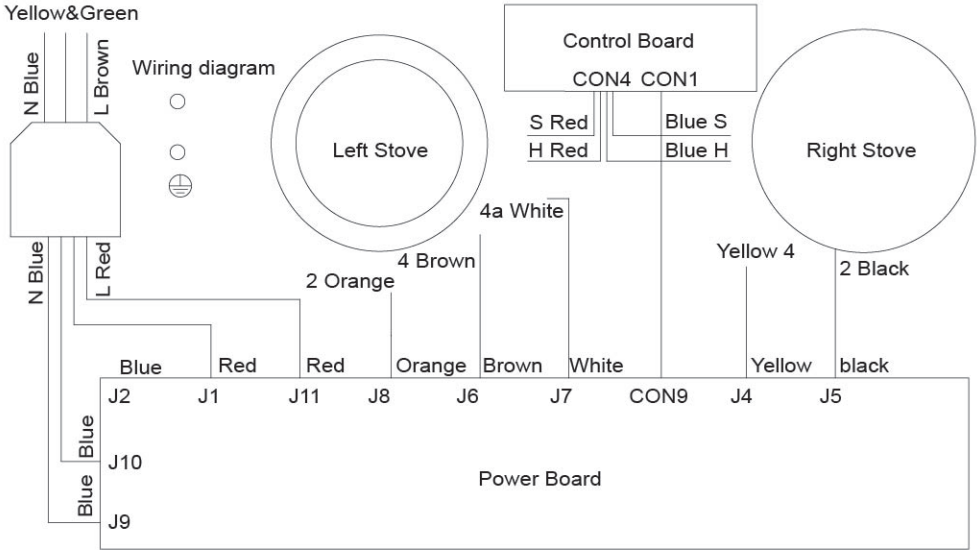 Yellow&Green
N Blue
L Brown
Wiring diagram
Left Stove
Control Board
CON4 CON1
S Red
Blue S
H Red
Blue H
Right Stove
4a White
4 Brown
2 Orange
Yellow 4
2 Black
N Blue
L Red
Blue
Red
Red
Orange
Brown
White
Yellow
black
J2
J1
J11
J8
J6
J7
CON9
J4
J5
Blue
J10
Power Board
Blue
J9